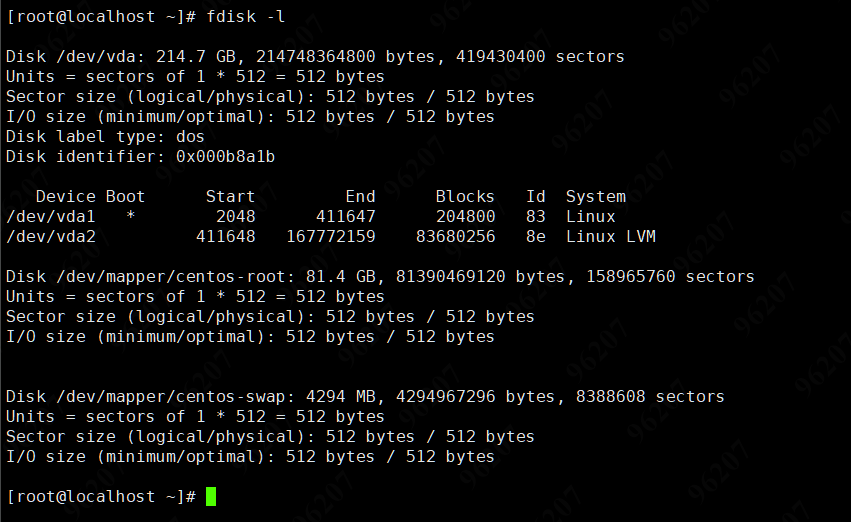 [root@localhost ~]# fdisk -l
Disk /dev/vda: 214.7 GB, 214748364800 bytes, 419430400 sectors
Units = sectors of 1 * 512 = 512 bytes
Sector size (logical/physical): 512 bytes / 512 bytes
I/O size (minimum/optimal): 512 bytes / 512 bytes
Disk label type: dos
Disk identifier: 0x000b8a1b
Device Boot Start End Blocks Id System
/dev/vda1 * 2048 411647 204800 83 Linux
/dev/vda2 411648 167772159 83680256 8e Linux LVM
Disk /dev/mapper/centos-root: 81.4 GB, 81390469120 bytes, 158965760 sectors
Units = sectors of 1 * 512 = 512 bytes
Sector size (logical/physical): 512 bytes / 512 bytes
I/O size (minimum/optimal): 512 bytes / 512 bytes
Disk /dev/mapper/centos-swap: 4294 MB, 4294967296 bytes, 8388608 sectors
Units = sectors of 1 * 512 = 512 bytes
Sector size (logical/physical): 512 bytes / 512 bytes
I/O size (minimum/optimal): 512 bytes / 512 bytes
[root@localhost ~]#
96207